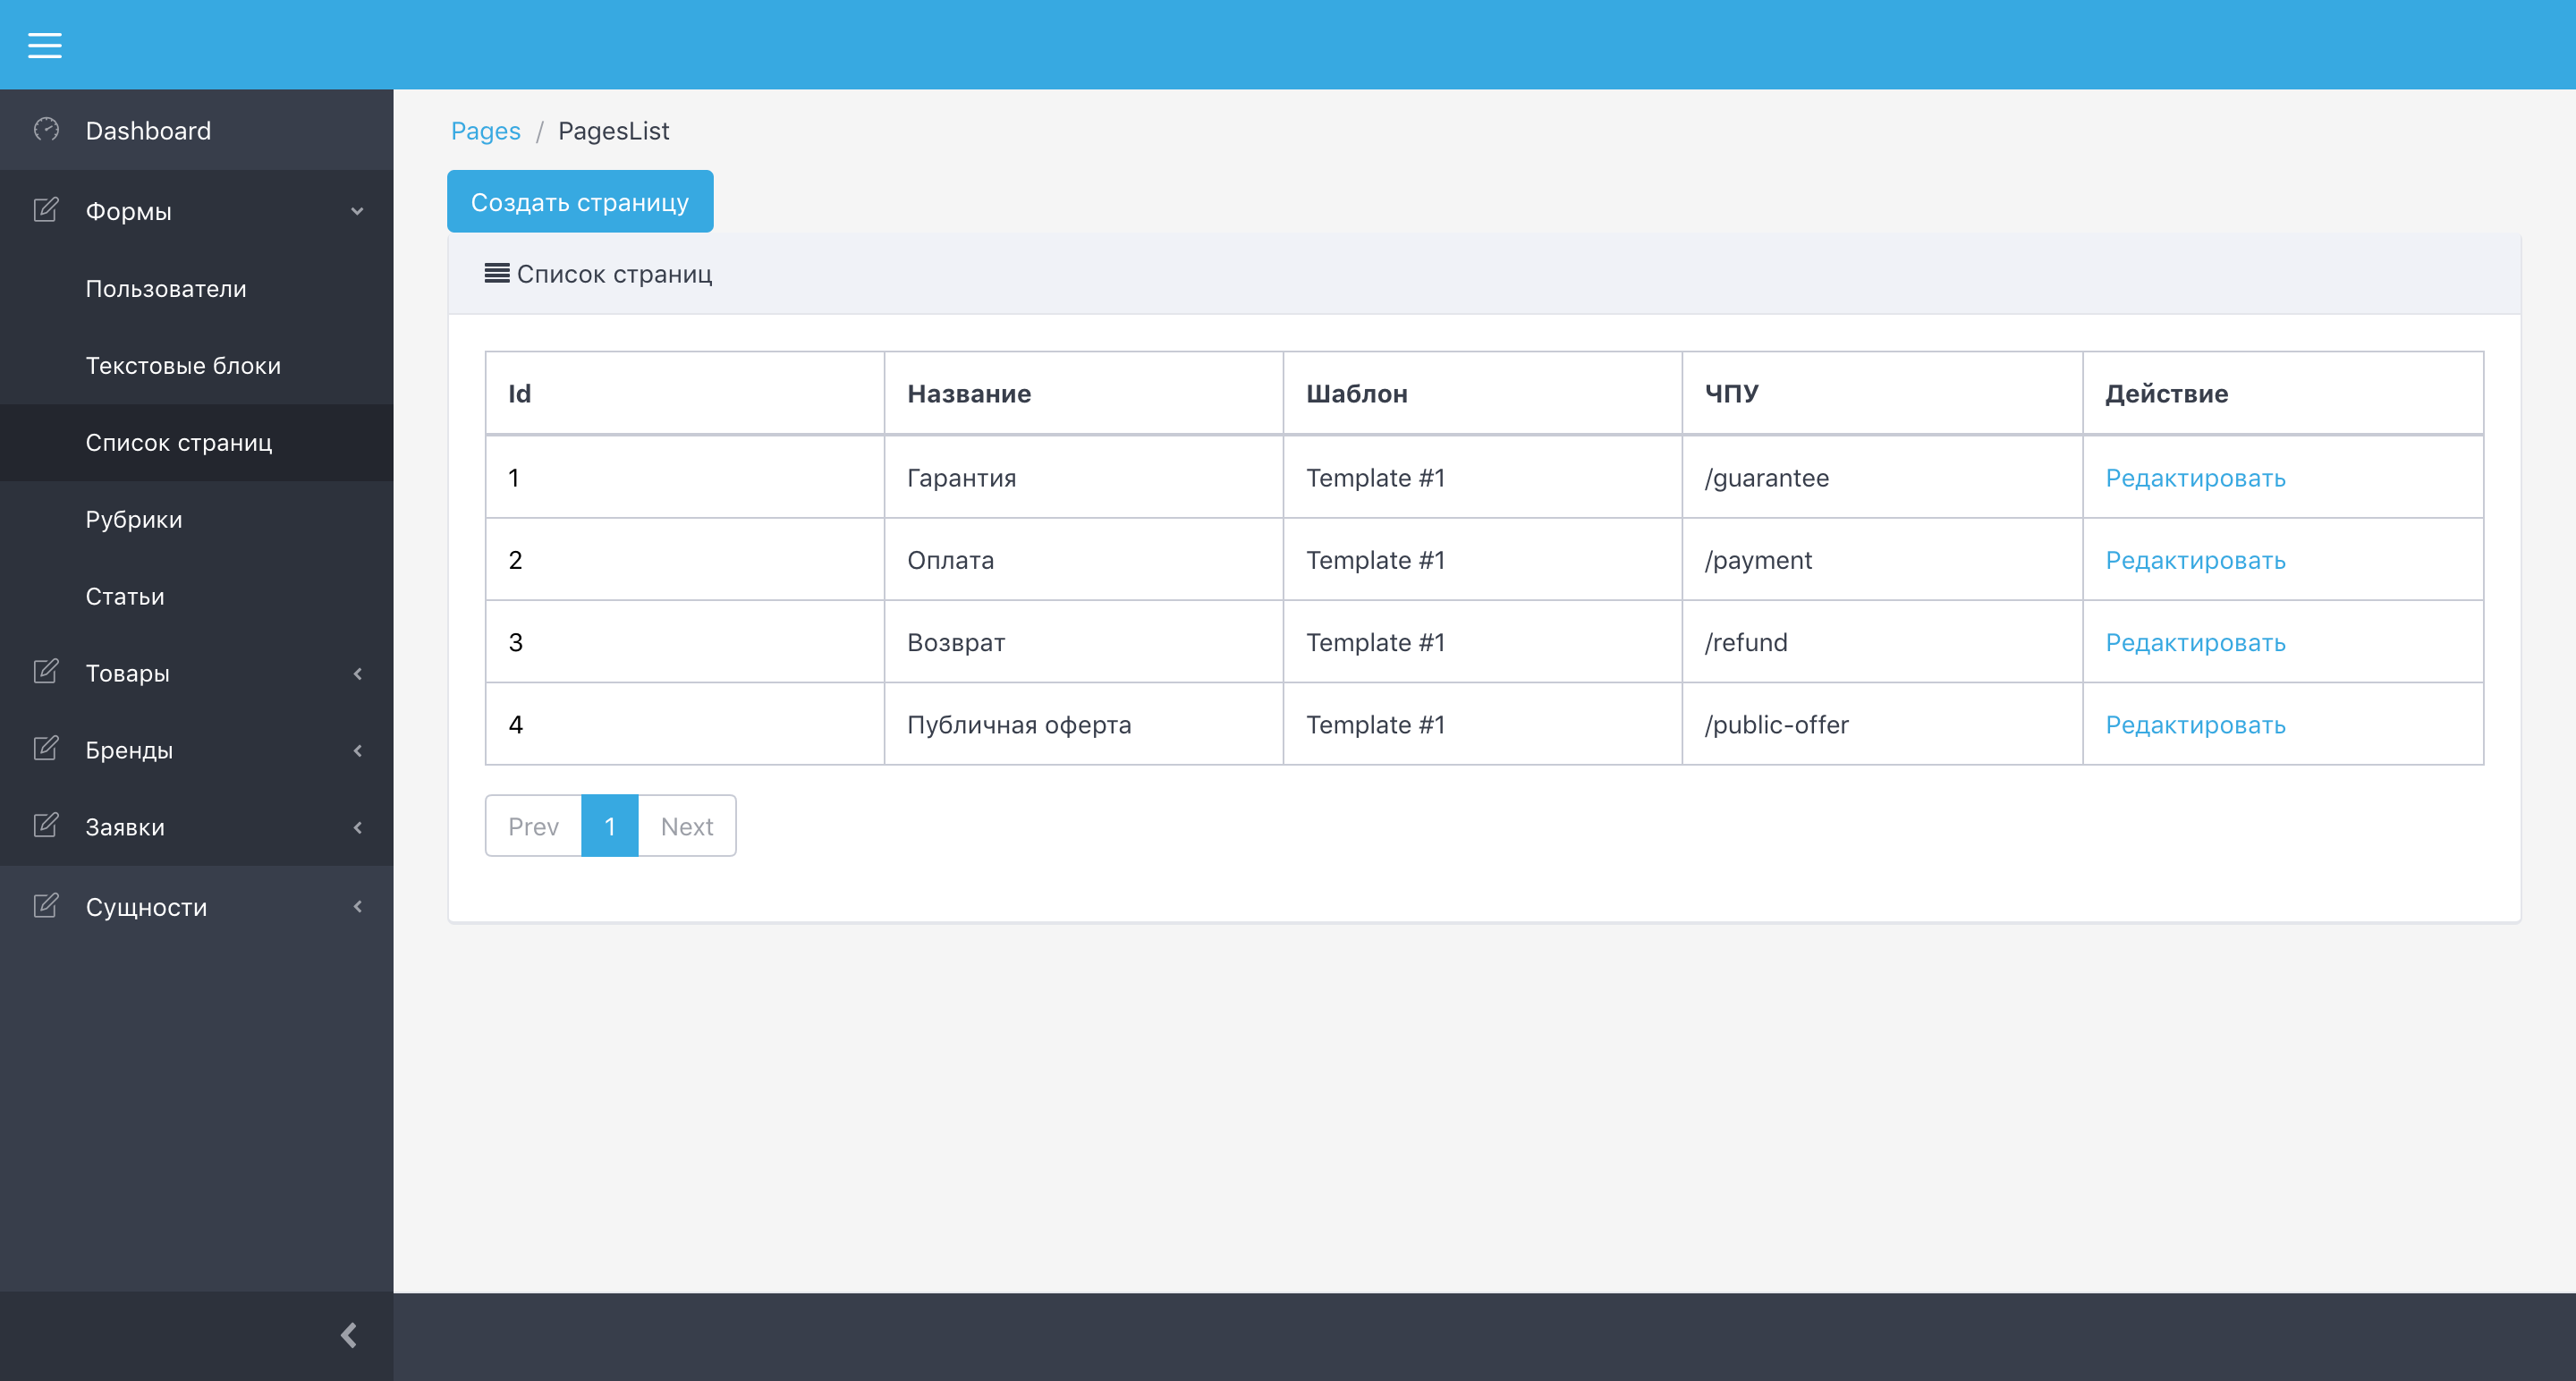 Dashboard
Формы
Пользователи
Текстовые блоки
Список страниц
Рубрики
Статьи
Товары
Бренды
Заявки
Сущности
Pages / PagesList
Создать страницу
Список страниц
Id Название Шаблон ЧПУ Действие
1 Гарантия Template #1 /guarantee Редактировать
2 Оплата Template #1 /payment Редактировать
3 Возврат Template #1 /refund Редактировать
4 Публичная оферта Template #1 /public-offer Редактировать
Prev 1 Next